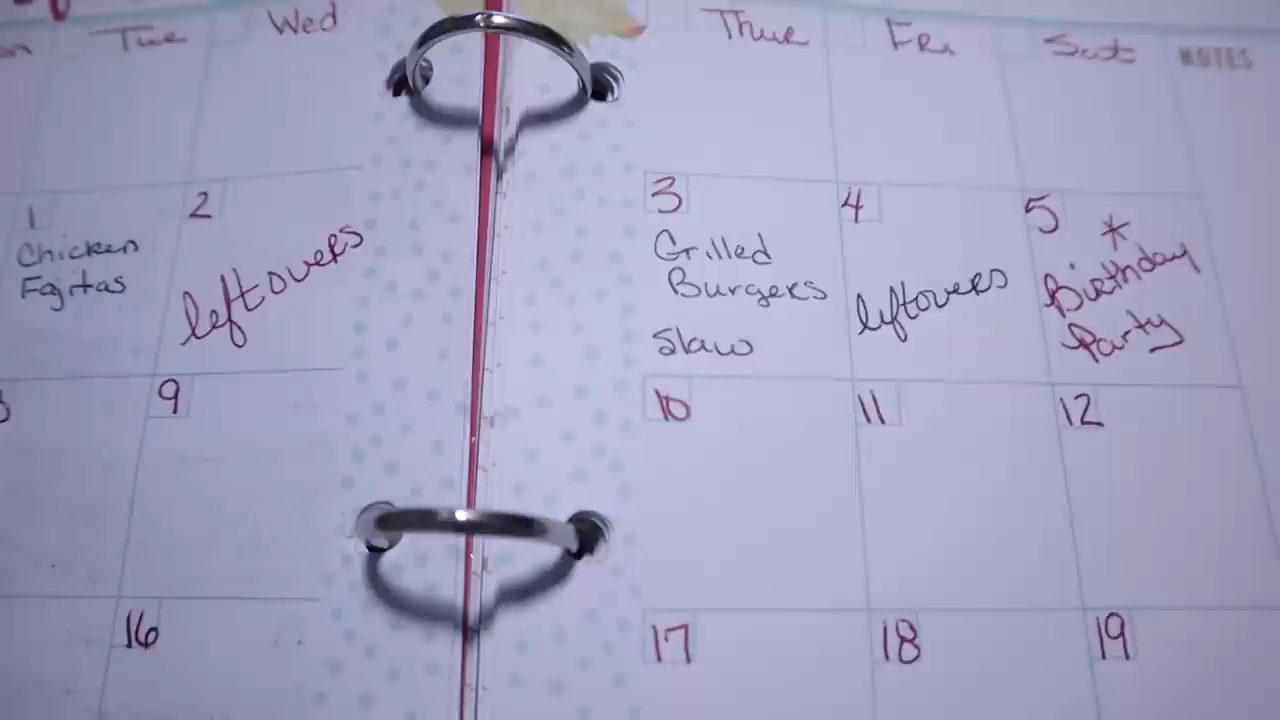 Tue Wed Thur Fri Sat NOTES
1 2 3 4 5
Chicken
Fajitas
leftovers
Grilled
Burgers
Slaw
leftovers
*
Birthday
Party
9 10 11 12
16 17 18 19